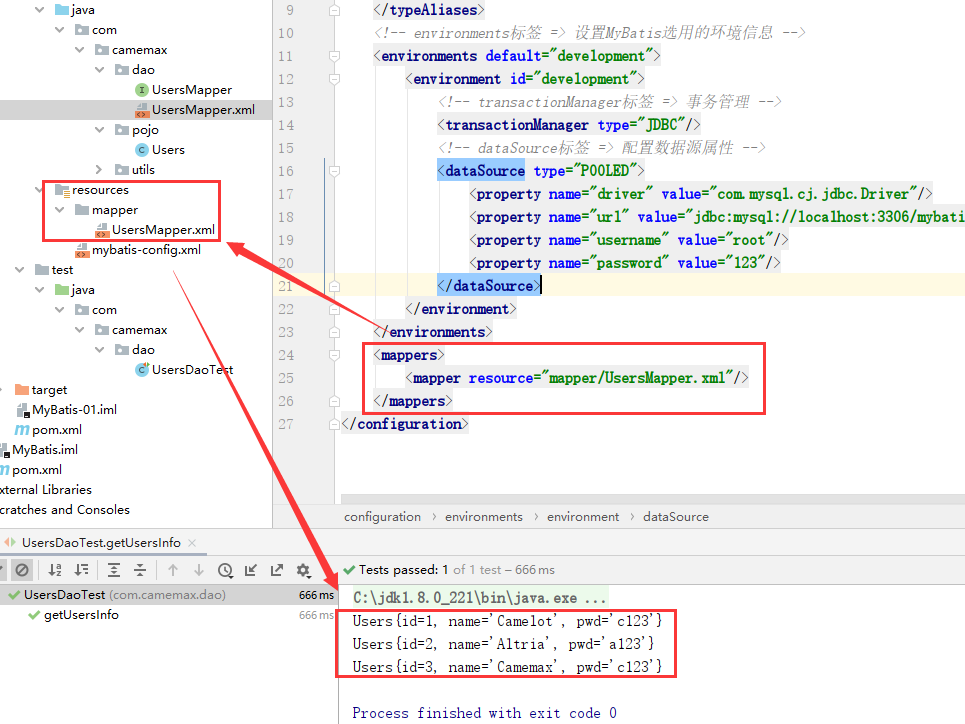 java
com
camemax
dao
UsersMapper
UsersMapper.xml
pojo
Users
utils
resources
mapper
UsersMapper.xml
mybatis-config.xml
test
java
com
camemax
dao
UsersDaoTest
target
MyBatis-01.iml
pom.xml
MyBatis.iml
pom.xml
xternal Libraries
cratches and Consoles
9 </typeAliases>
10 <!-- environments标签 => 设置MyBatis选用的环境信息 -->
11 <environments default="development">
12 <environment id="development">
13 <!-- transactionManager标签 => 事务管理 -->
14 <transactionManager type="JDBC"/>
15 <!-- dataSource标签 => 配置数据源属性 -->
16 <dataSource type="POOLED">
17 <property name="driver" value="com.mysql.cj.jdbc.Driver"/>
18 <property name="url" value="jdbc:mysql://localhost:3306/mybati
19 <property name="username" value="root"/>
20 <property name="password" value="123"/>
21 </dataSource>
22 </environment>
23 </environments>
24 <mappers>
25 <mapper resource="mapper/UsersMapper.xml"/>
26 </mappers>
27 </configuration>
configuration › environments › environment › dataSource
UsersDaoTest.getUsersInfo
Tests passed: 1 of 1 test – 666 ms
UsersDaoTest (com.camemax.dao) 666 ms
getUsersInfo 666 ms
C:\jdk1.8.0_221\bin\java.exe ...
Users{id=1, name='Camelot', pwd='c123'}
Users{id=2, name='Altria', pwd='a123'}
Users{id=3, name='Camemax', pwd='c123'}
Process finished with exit code 0